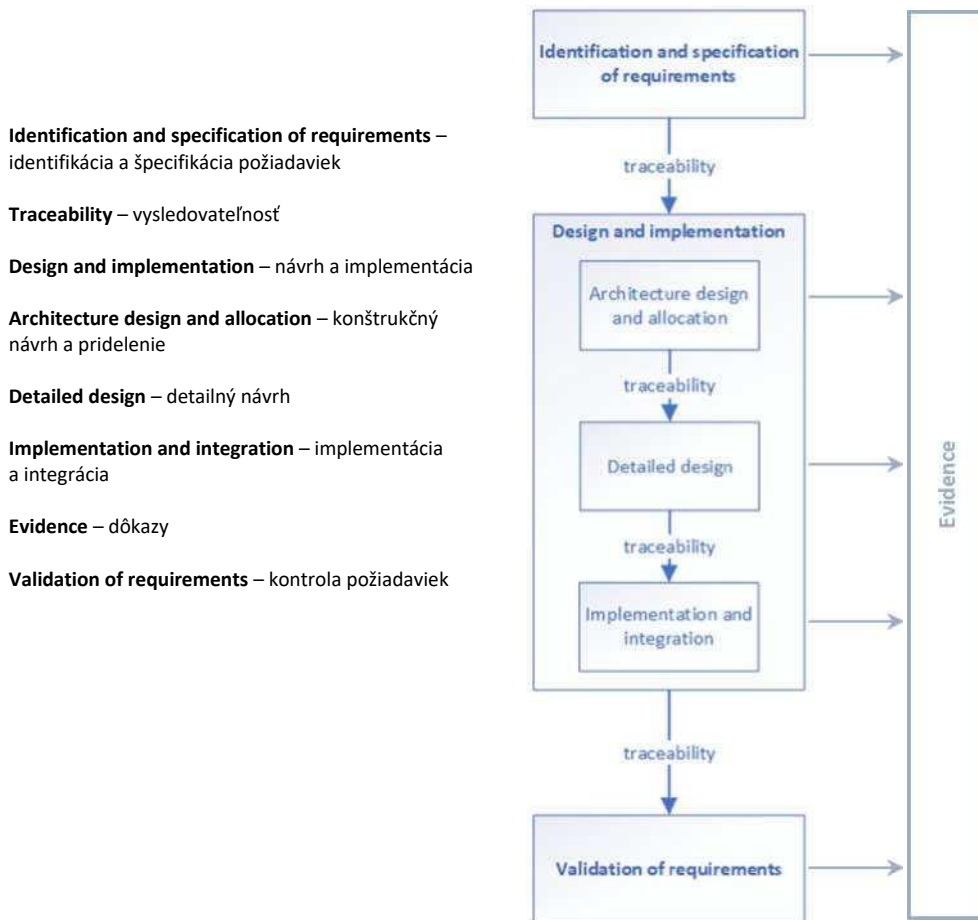 Identification and specification of requirements –
identifikácia a špecifikácia požiadaviek
Traceability – vysledovateľnosť
Design and implementation – návrh a implementácia
Architecture design and allocation – konštrukčný
návrh a pridelenie
Detailed design – detailný návrh
Implementation and integration – implementácia
a integrácia
Evidence – dôkazy
Validation of requirements – kontrola požiadaviek
Identification and specification
of requirements
traceability
Design and implementation
Architecture design
and allocation
traceability
Detailed design
traceability
Implementation and
integration
traceability
Validation of requirements
Evidence